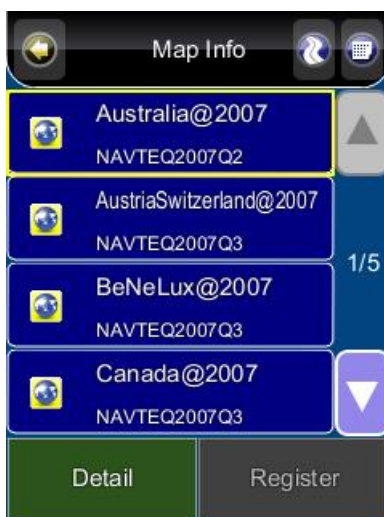 Map Info
Australia@2007
NAVTEQ2007Q2
AustriaSwitzerland@2007
NAVTEQ2007Q3
1/5
BeNeLux@2007
NAVTEQ2007Q3
Canada@2007
NAVTEQ2007Q3
Detail
Register